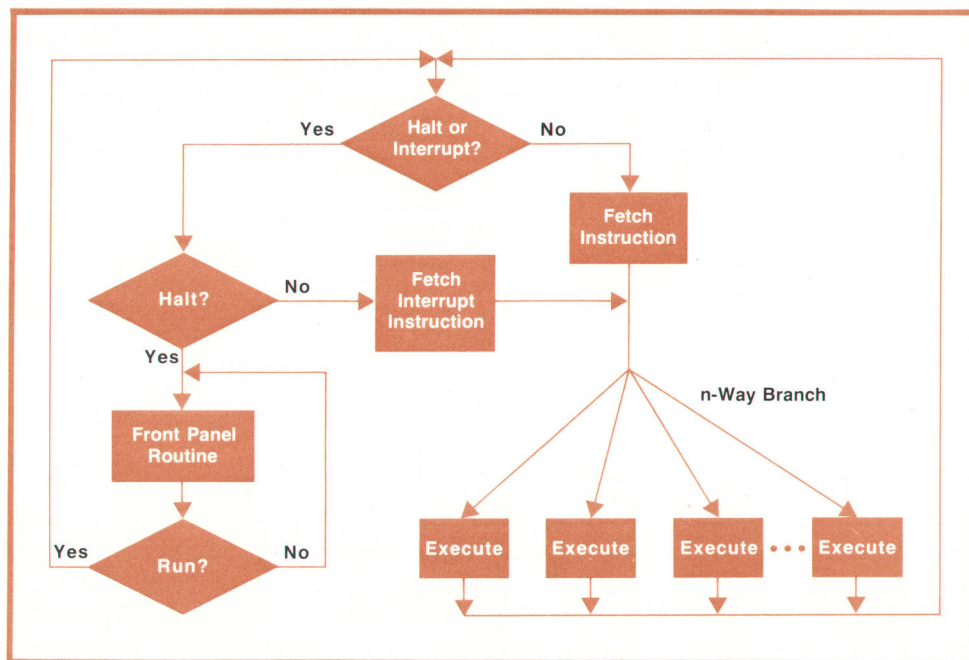 Halt or
Interrupt?
Yes
No
Fetch
Instruction
Halt?
No
Fetch
Interrupt
Instruction
Yes
n-Way Branch
Front Panel
Routine
Run?
Yes
No
Execute
Execute
Execute
Execute